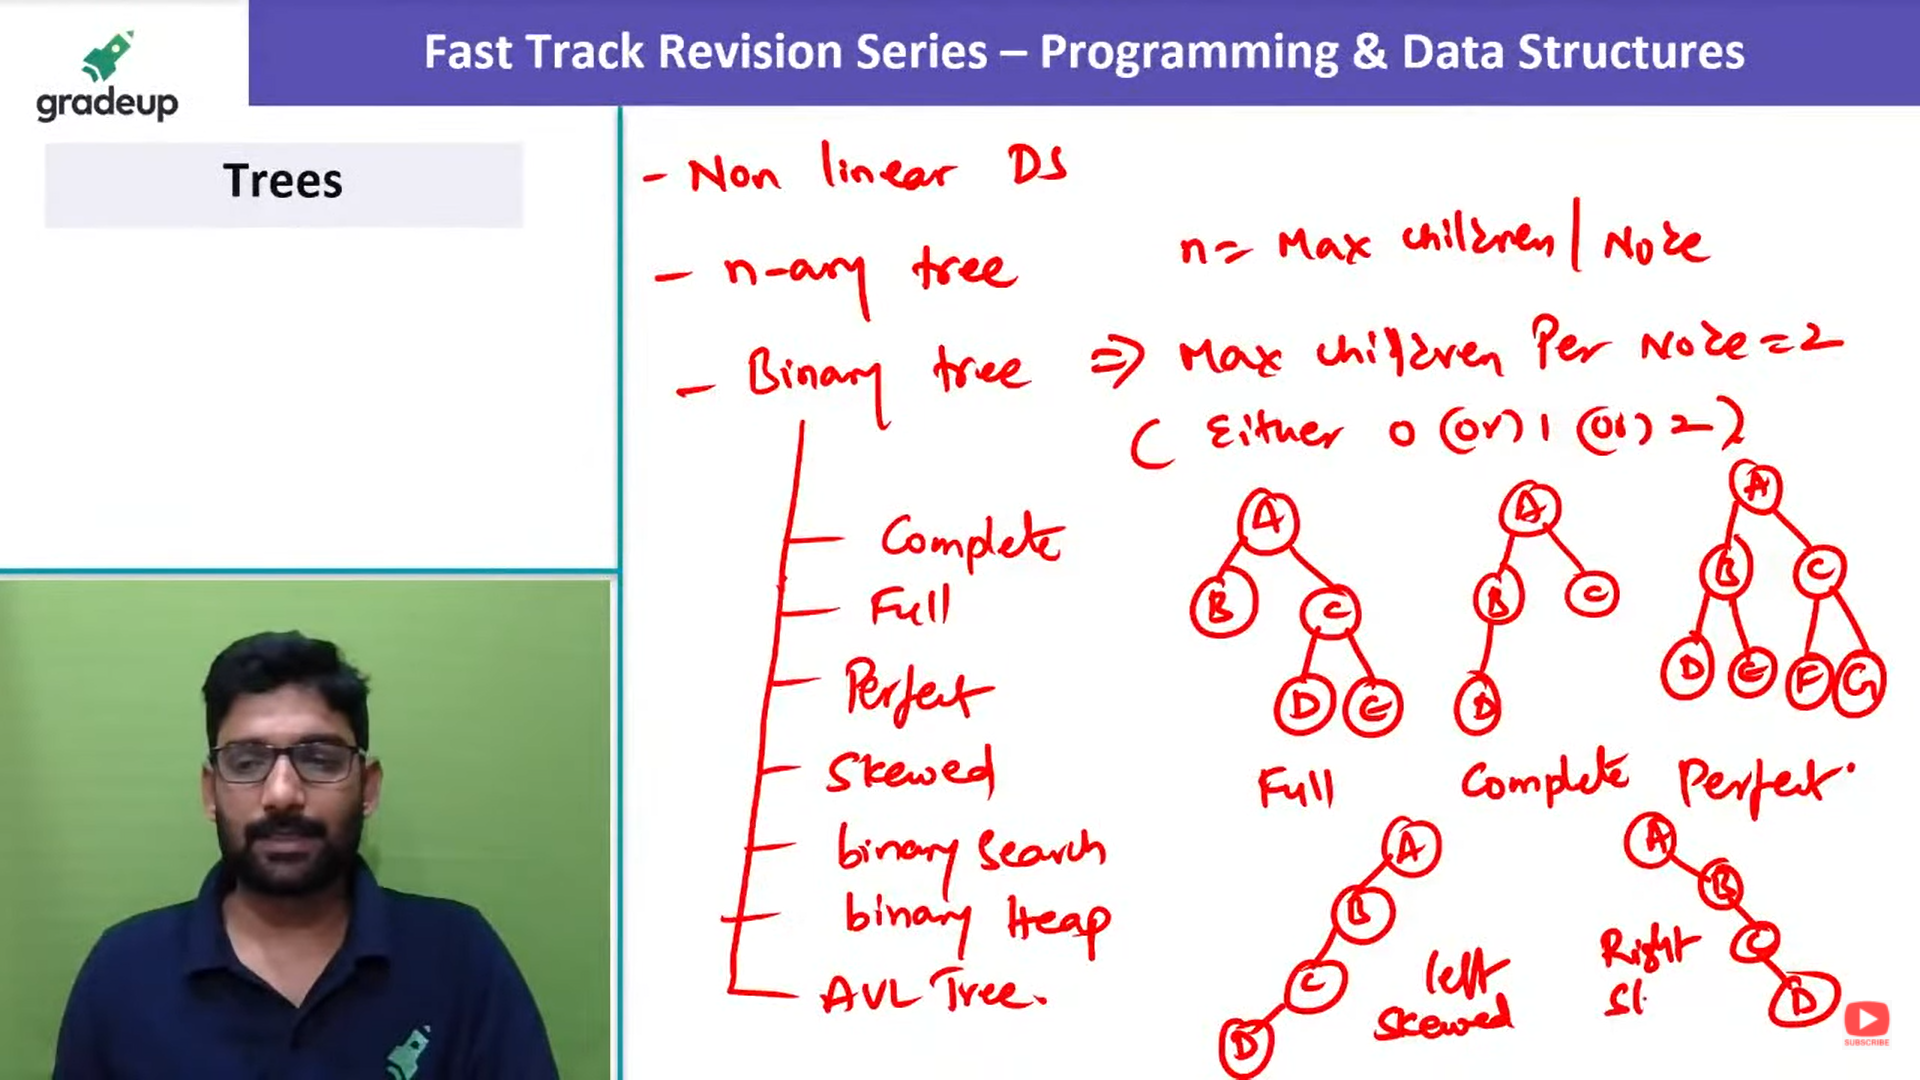 gradeup
Fast Track Revision Series – Programming & Data Structures
Trees
- Non linear DS
- n-ary tree n = Max children | Node
- Binary tree => Max children Per Node = 2
( Either 0 (or) 1 (or) 2 )
Complete
Full
Perfect
Skewed
binary search
binary Heap
AVL Tree.
A
B C
D E
Full
A
B C
D
Complete
A
B C
D E F G
Perfect.
A
B
C
D
left
skewed
A
B
C
D
Right
Sk
SUBSCRIBE